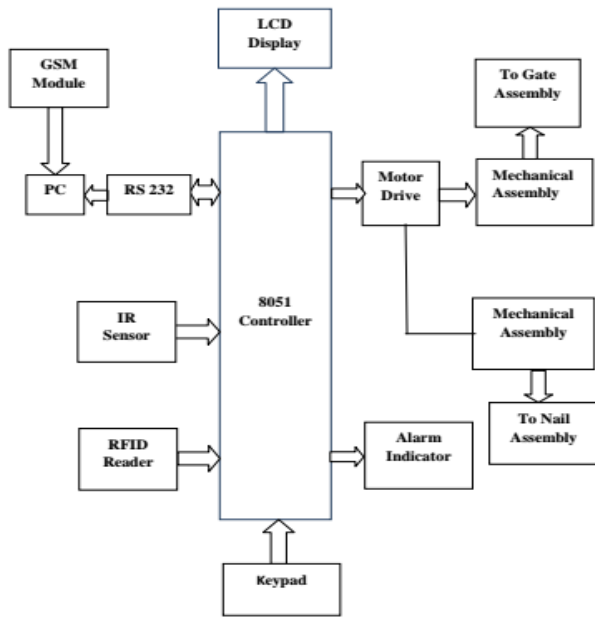 LCD
Display
GSM
Module
To Gate
Assembly
PC
RS 232
Motor
Drive
Mechanical
Assembly
8051
Controller
IR
Sensor
Mechanical
Assembly
RFID
Reader
Alarm
Indicator
To Nail
Assembly
Keypad